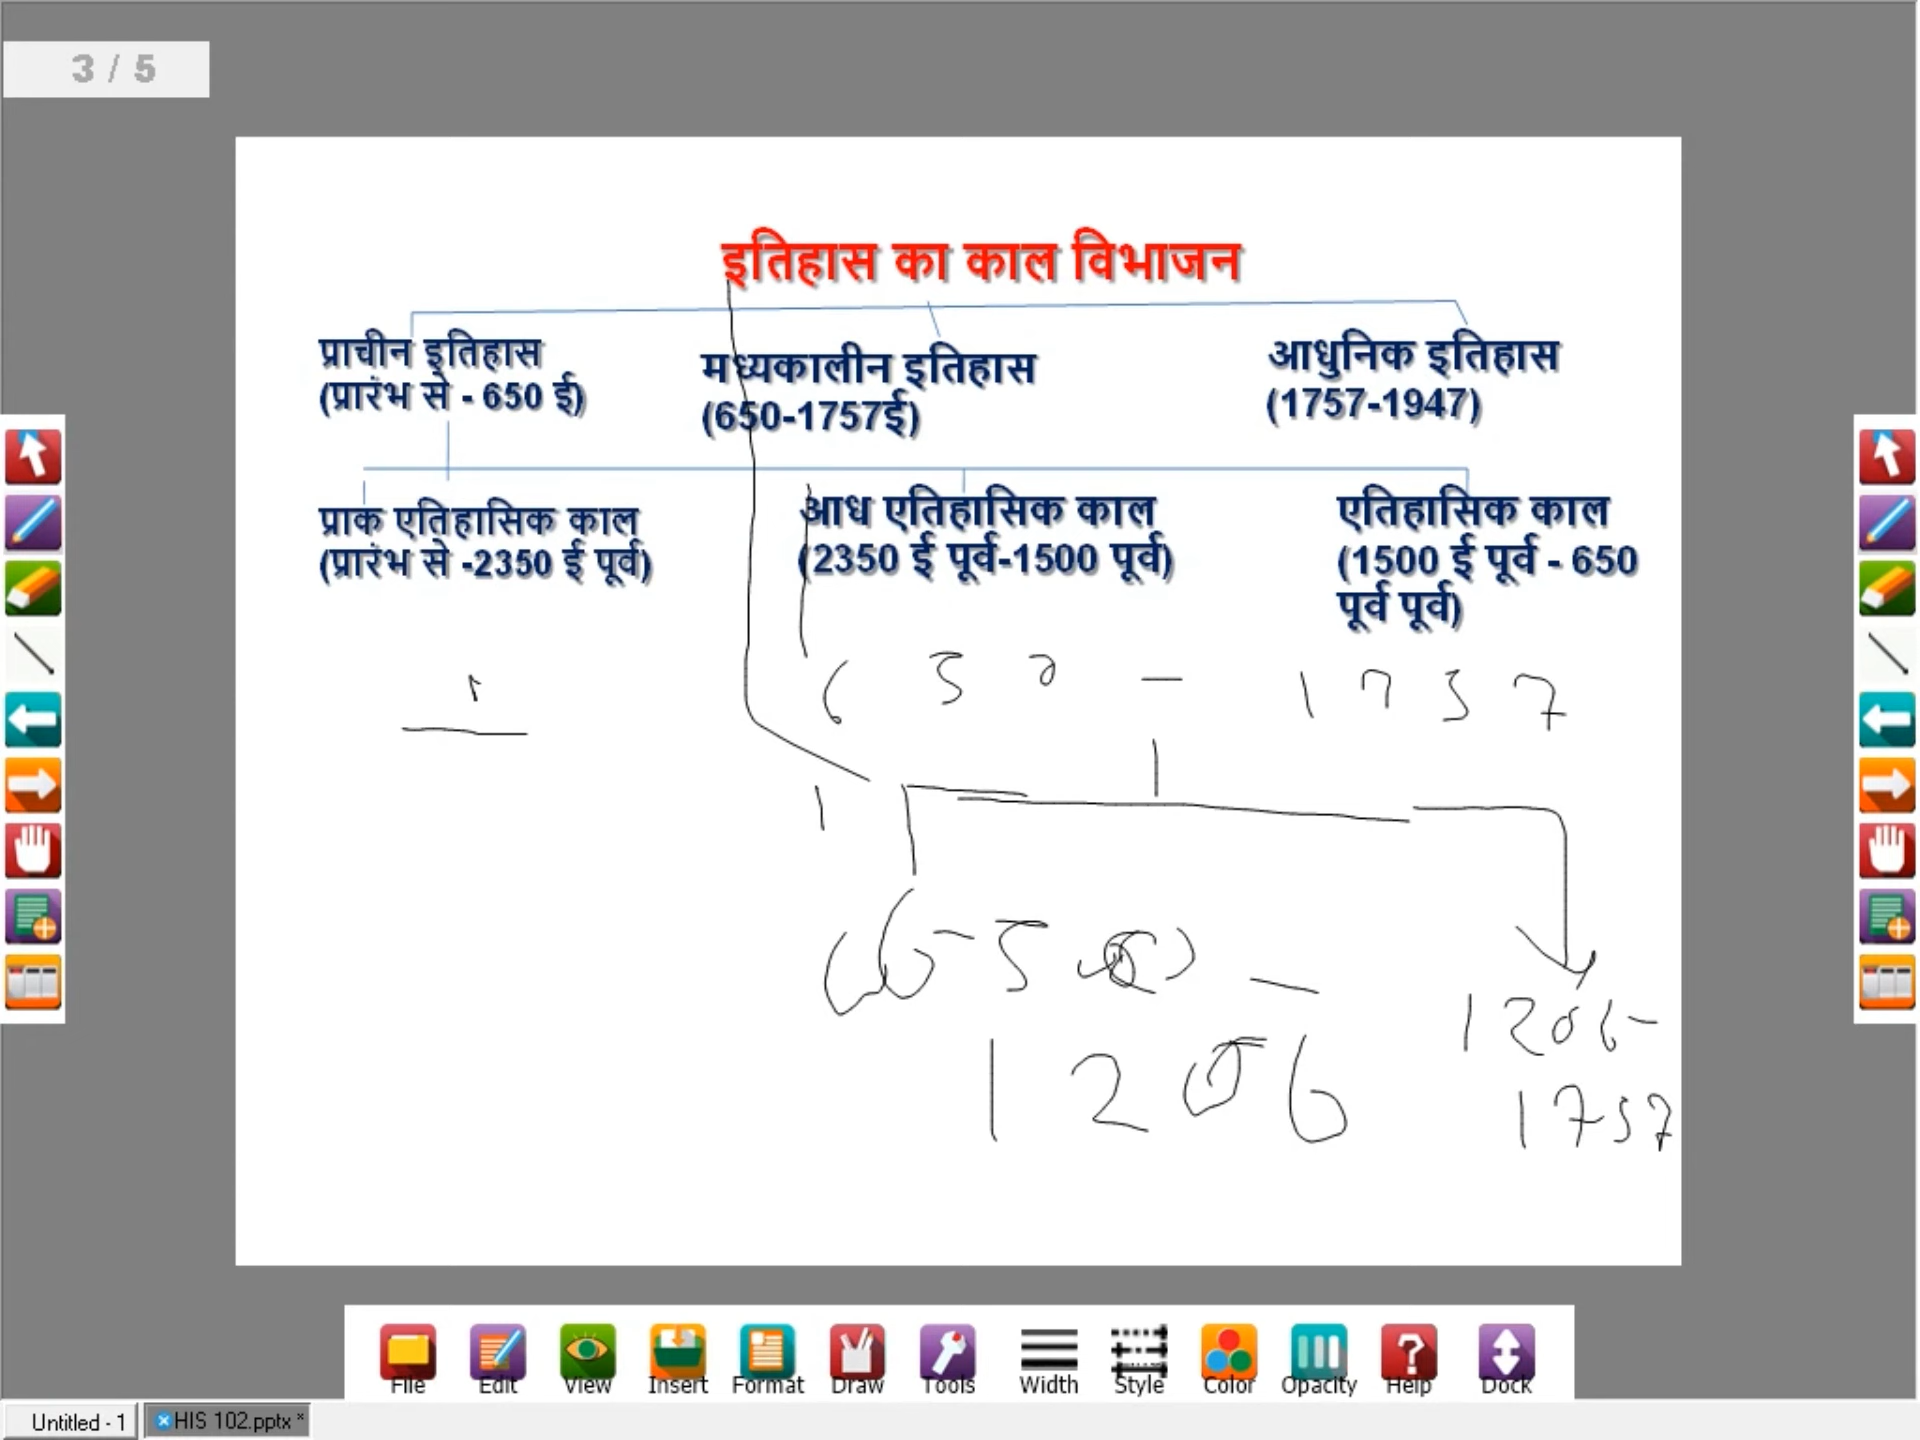 3 / 5
इतिहास का काल विभाजन
प्राचीन इतिहास
(प्रारंभ से - 650 ई)
मध्यकालीन इतिहास
(650-1757ई)
आधुनिक इतिहास
(1757-1947)
प्राक एतिहासिक काल
(प्रारंभ से -2350 ई पूर्व)
आध एतिहासिक काल
(2350 ई पूर्व-1500 पूर्व)
एतिहासिक काल
(1500 ई पूर्व - 650
पूर्व पूर्व)
650 - 1757
1206
1206-
1757
File Edit View Insert Format Draw Tools Width Style Color Opacity Help Dock
Untitled - 1
HIS 102.pptx *